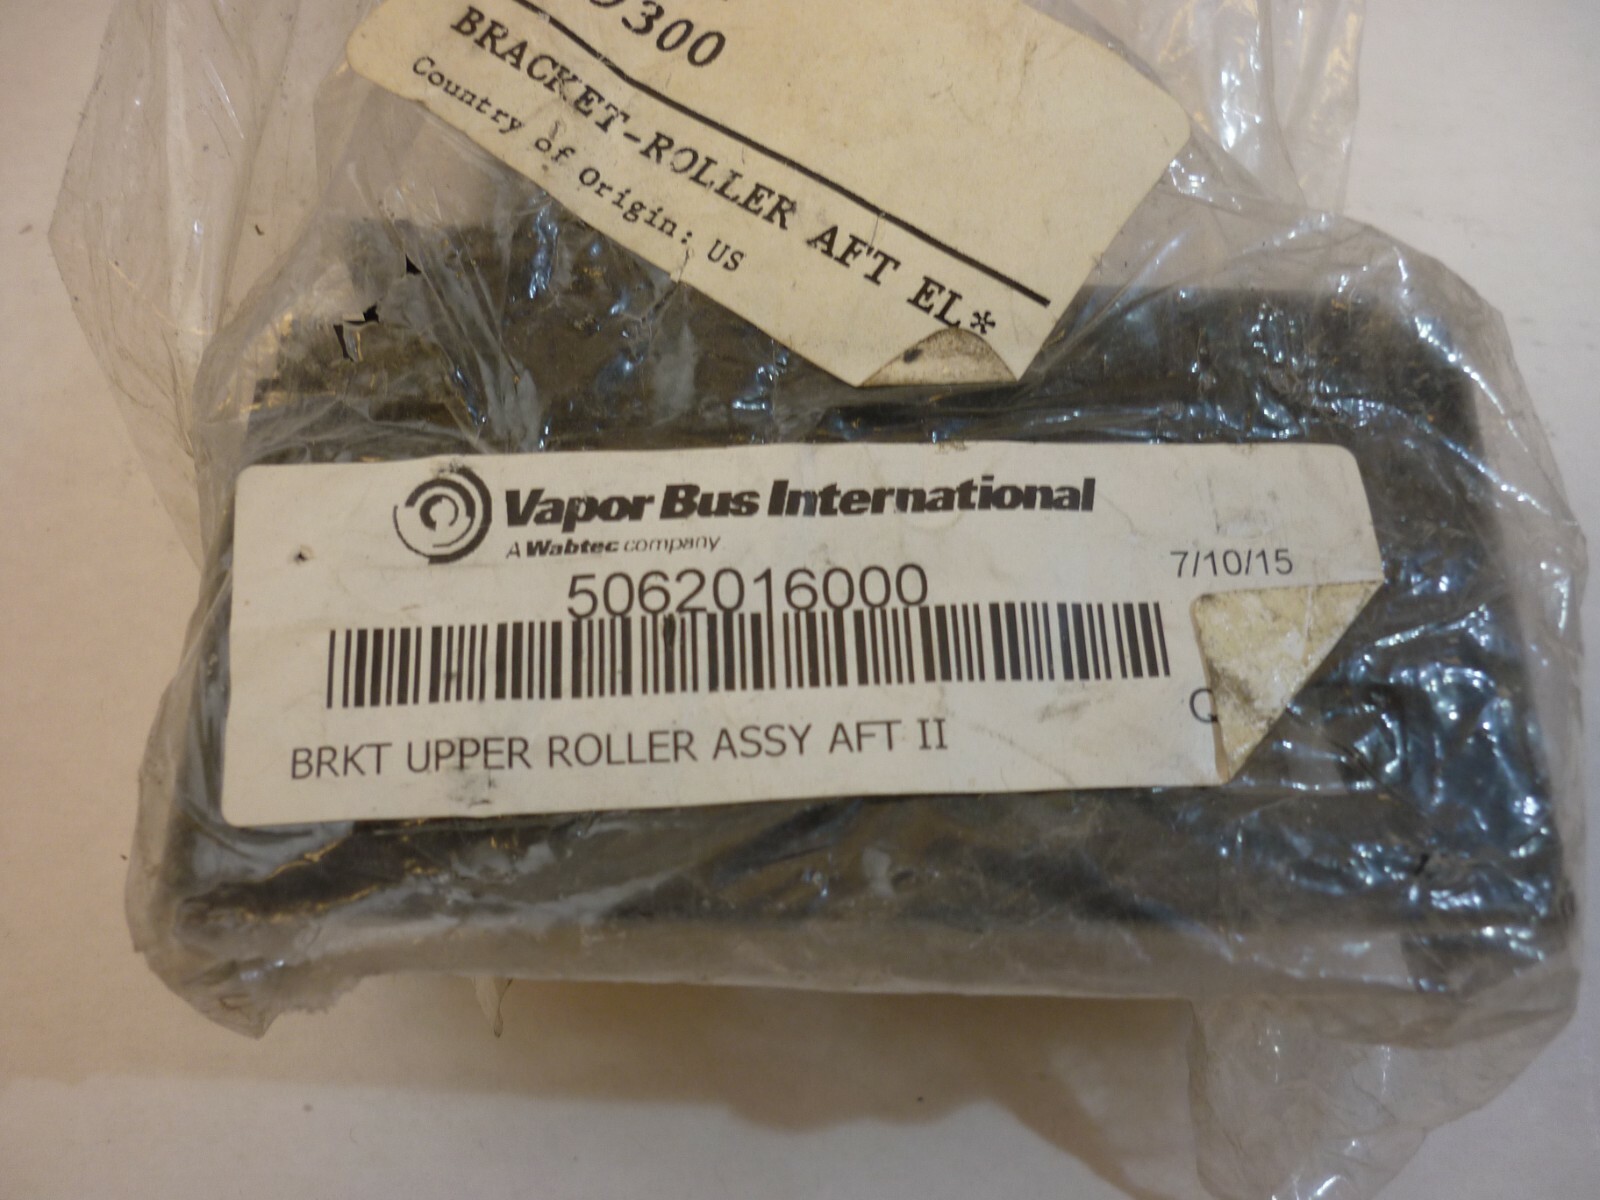 9300
BRACKET-ROLLER AFT EL*
Country of Origin: US
Vapor Bus International
A Wabtec company
5062016000
7/10/15
BRKT UPPER ROLLER ASSY AFT II